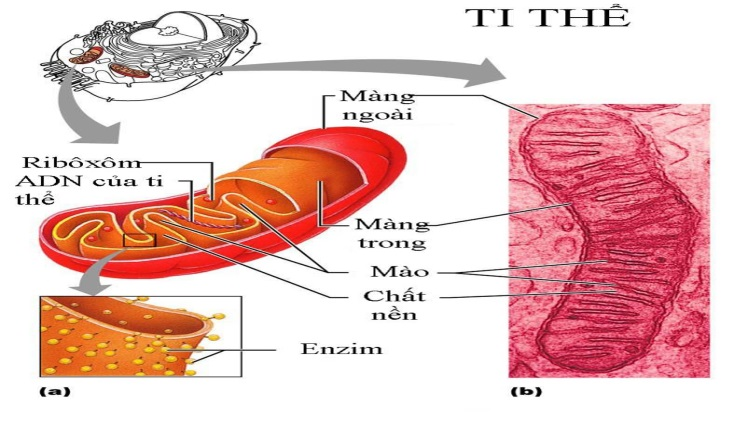 TI THỂ
Màng
ngoài
Ribôxôm
ADN của ti
thể
Màng
trong
Mào
Chất
nền
Enzim
(a)
(b)